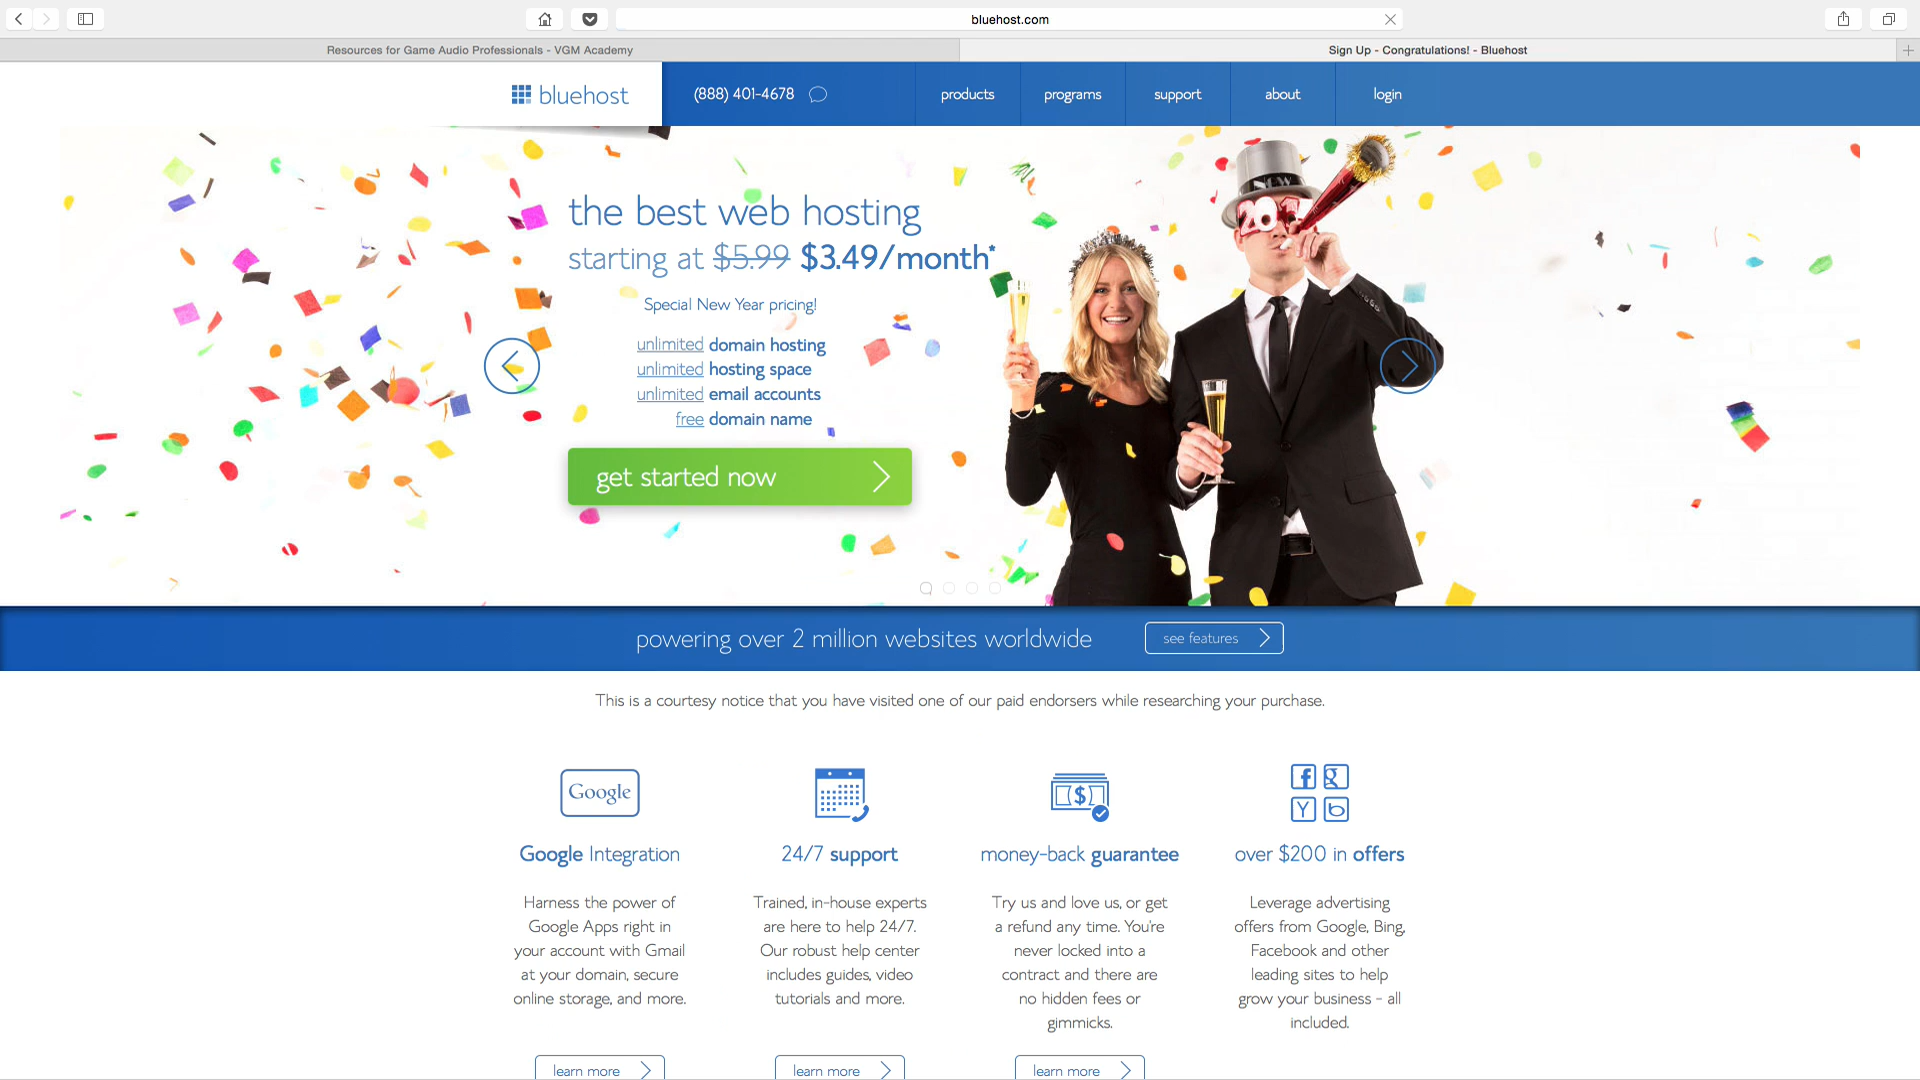 bluehost.com
Resources for Game Audio Professionals - VGM Academy
Sign Up - Congratulations! - Bluehost
bluehost
(888) 401-4678
products
programs
support
about
login
the best web hosting
starting at $5.99 $3.49/month*
Special New Year pricing!
unlimited domain hosting
unlimited hosting space
unlimited email accounts
free domain name
get started now
powering over 2 million websites worldwide
see features
This is a courtesy notice that you have visited one of our paid endorsers while researching your purchase.
Google
Google Integration
Harness the power of
Google Apps right in
your account with Gmail
at your domain, secure
online storage, and more.
learn more
24/7 support
Trained, in-house experts
are here to help 24/7.
Our robust help center
includes guides, video
tutorials and more.
learn more
$
money-back guarantee
Try us and love us, or get
a refund any time. You're
never locked into a
contract and there are
no hidden fees or
gimmicks.
learn more
f g
Y b
over $200 in offers
Leverage advertising
offers from Google, Bing,
Facebook and other
leading sites to help
grow your business - all
included.